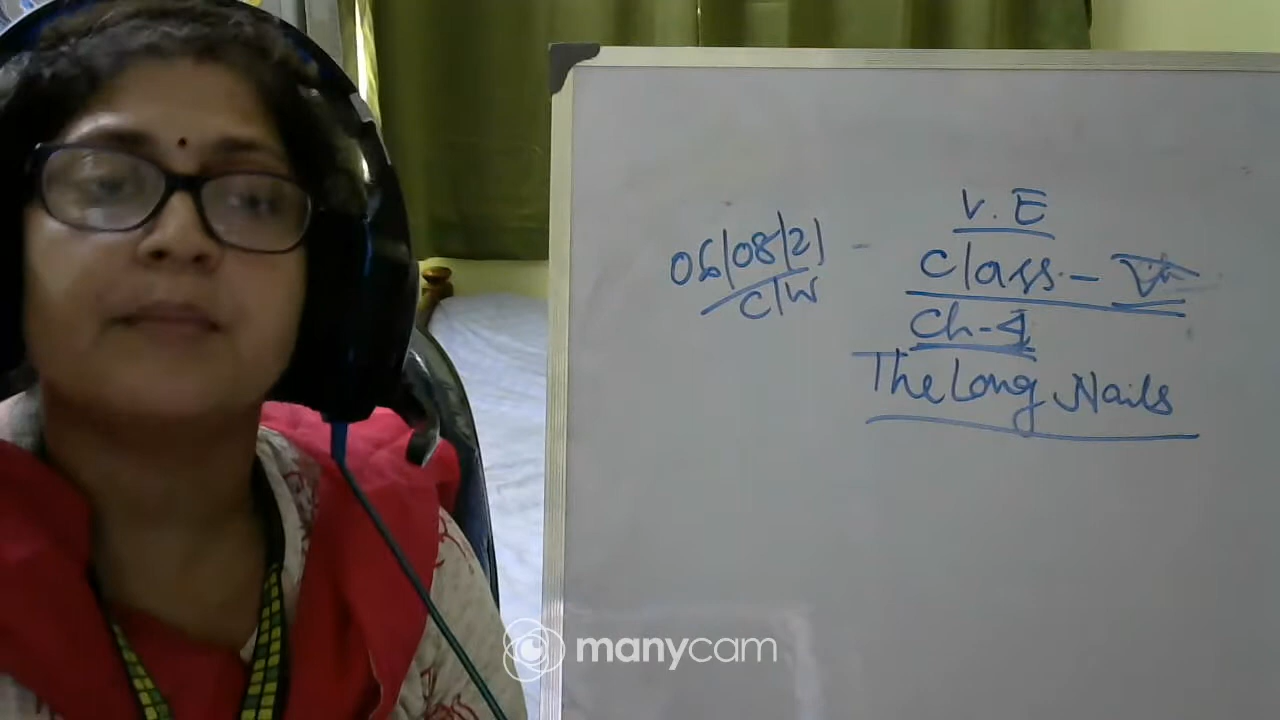 V.E
06/08/21
Class -
C/W
Ch-4
The Long Nails
manycam